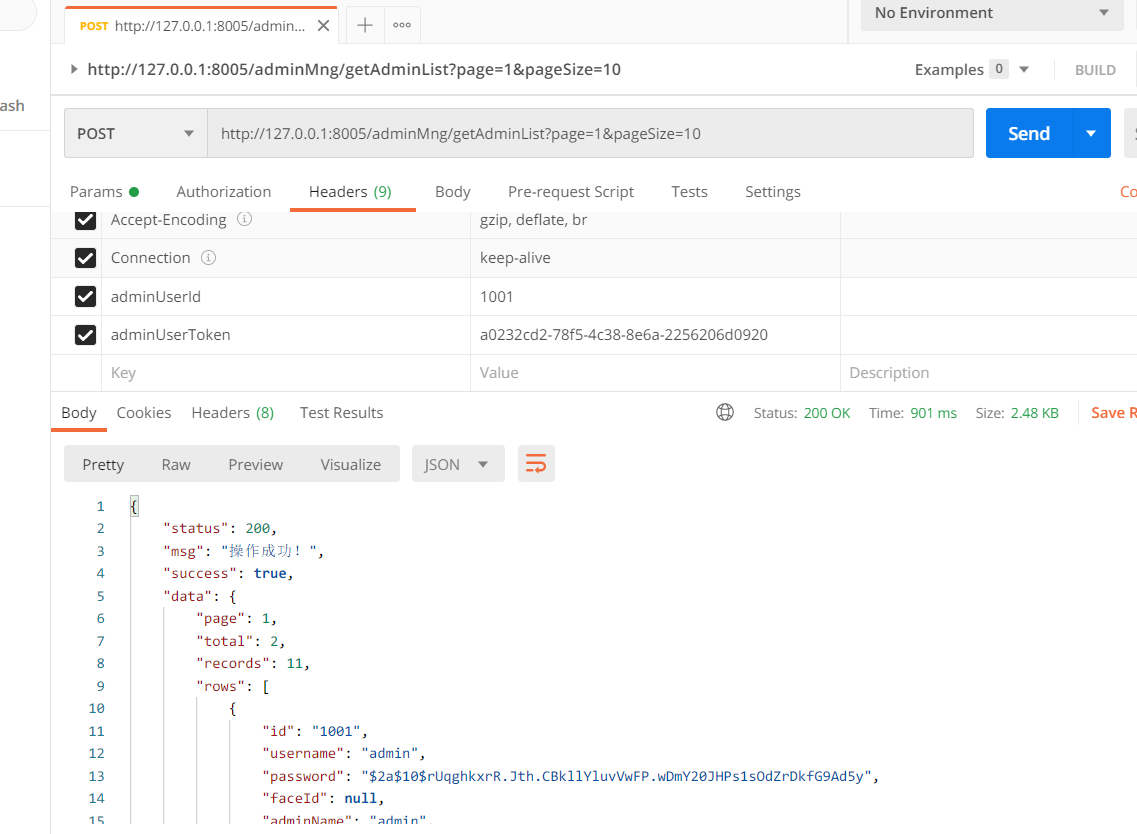 POST http://127.0.0.1:8005/admin...
No Environment
http://127.0.0.1:8005/adminMng/getAdminList?page=1&pageSize=10
Examples 0
BUILD
ash
POST
http://127.0.0.1:8005/adminMng/getAdminList?page=1&pageSize=10
Send
Params
Authorization
Headers (9)
Body
Pre-request Script
Tests
Settings
Co
Accept-Encoding gzip, deflate, br
Connection keep-alive
adminUserId 1001
adminUserToken a0232cd2-78f5-4c38-8e6a-2256206d0920
Key Value Description
Body Cookies Headers (8) Test Results Status: 200 OK Time: 901 ms Size: 2.48 KB Save R
Pretty Raw Preview Visualize JSON
1 {
2 "status": 200,
3 "msg": "操作成功！",
4 "success": true,
5 "data": {
6 "page": 1,
7 "total": 2,
8 "records": 11,
9 "rows": [
10 {
11 "id": "1001",
12 "username": "admin",
13 "password": "$2a$10$rUqghkxrR.Jth.CBkllYluvVwFP.wDmY20JHPs1sOdZrDkfG9Ad5y",
14 "faceId": null,
15 "adminName": "admin",